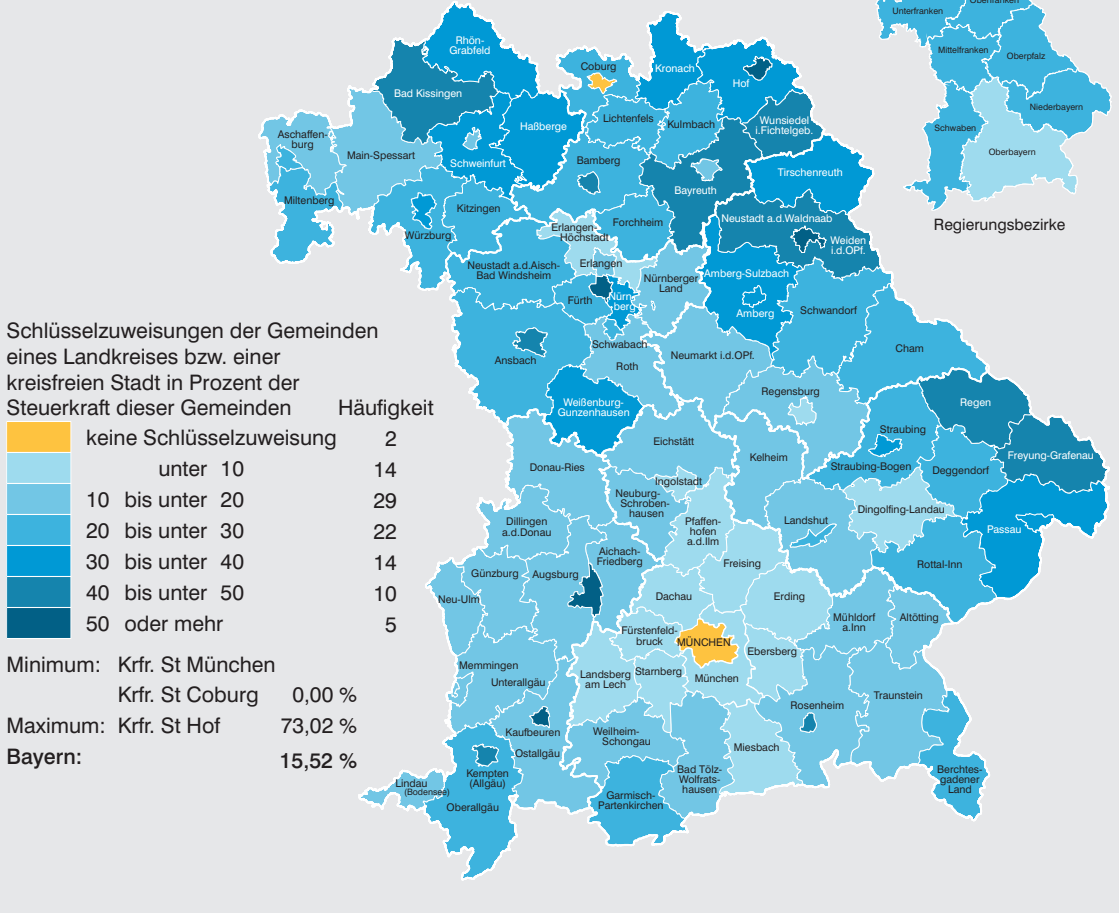 Unterfranken
Oberfranken
Mittelfranken
Oberpfalz
Niederbayern
Schwaben
Oberbayern
Regierungsbezirke
Rhön-
Grabfeld
Coburg
Kronach
Hof
Bad Kissingen
Lichtenfels
Kulmbach
Wunsiedel
i.Fichtelgeb.
Haßberge
Aschaffen-
burg
Main-Spessart
Schweinfurt
Bamberg
Bayreuth
Tirschenreuth
Miltenberg
Würzburg
Kitzingen
Erlangen-
Höchstadt
Forchheim
Neustadt a.d.Waldnaab
Weiden
i.d.OPf.
Neustadt a.d.Aisch-
Bad Windsheim
Erlangen
Fürth
Nürn-
berg
Nürnberger
Land
Amberg-Sulzbach
Amberg
Schwandorf
Ansbach
Schwabach
Roth
Neumarkt i.d.OPf.
Cham
Weißenburg-
Gunzenhausen
Regensburg
Regen
Straubing
Freyung-Grafenau
Eichstätt
Kelheim
Straubing-Bogen
Deggendorf
Donau-Ries
Ingolstadt
Neuburg-
Schroben-
hausen
Dingolfing-Landau
Passau
Dillingen
a.d.Donau
Pfaffen-
hofen
a.d.Ilm
Landshut
Aichach-
Friedberg
Freising
Rottal-Inn
Günzburg
Augsburg
Neu-Ulm
Dachau
Erding
Mühldorf
a.Inn
Altötting
Fürstenfeld-
bruck
MÜNCHEN
Ebersberg
Memmingen
Unterallgäu
Landsberg
am Lech
Starnberg
München
Rosenheim
Traunstein
Kaufbeuren
Ostallgäu
Weilheim-
Schongau
Miesbach
Kempten
(Allgäu)
Bad Tölz-
Wolfrats-
hausen
Berchtes-
gadener
Land
Lindau
(Bodensee)
Oberallgäu
Garmisch-
Partenkirchen
Schlüsselzuweisungen der Gemeinden
eines Landkreises bzw. einer
kreisfreien Stadt in Prozent der
Steuerkraft dieser Gemeinden Häufigkeit
keine Schlüsselzuweisung 2
unter 10 14
10 bis unter 20 29
20 bis unter 30 22
30 bis unter 40 14
40 bis unter 50 10
50 oder mehr 5
Minimum: Krfr. St München
Krfr. St Coburg 0,00 %
Maximum: Krfr. St Hof 73,02 %
Bayern: 15,52 %